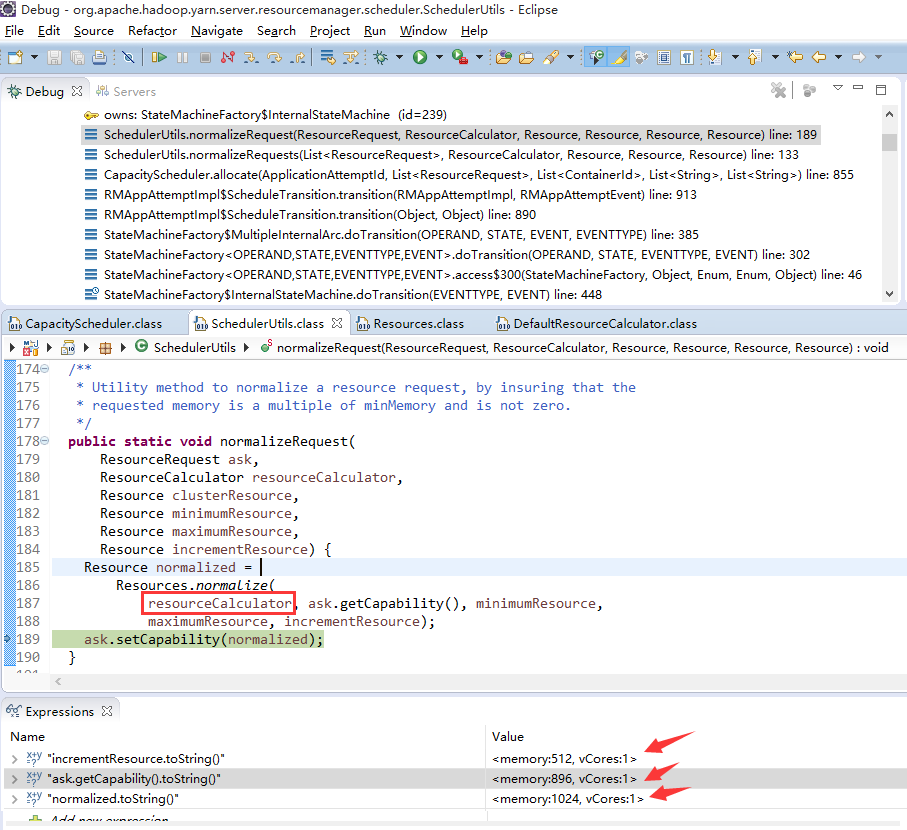 Debug - org.apache.hadoop.yarn.server.resourcemanager.scheduler.SchedulerUtils - Eclipse
File Edit Source Refactor Navigate Search Project Run Window Help
Debug Servers
owns: StateMachineFactory$InternalStateMachine (id=239)
SchedulerUtils.normalizeRequest(ResourceRequest, ResourceCalculator, Resource, Resource, Resource, Resource) line: 189
SchedulerUtils.normalizeRequests(List<ResourceRequest>, ResourceCalculator, Resource, Resource, Resource) line: 133
CapacityScheduler.allocate(ApplicationAttemptId, List<ResourceRequest>, List<ContainerId>, List<String>, List<String>) line: 855
RMAppAttemptImpl$ScheduleTransition.transition(RMAppAttemptImpl, RMAppAttemptEvent) line: 913
RMAppAttemptImpl$ScheduleTransition.transition(Object, Object) line: 890
StateMachineFactory$MultipleInternalArc.doTransition(OPERAND, STATE, EVENT, EVENTTYPE) line: 385
StateMachineFactory<OPERAND,STATE,EVENTTYPE,EVENT>.doTransition(OPERAND, STATE, EVENTTYPE, EVENT) line: 302
StateMachineFactory<OPERAND,STATE,EVENTTYPE,EVENT>.access$300(StateMachineFactory, Object, Enum, Enum, Object) line: 46
StateMachineFactory$InternalStateMachine.doTransition(EVENTTYPE, EVENT) line: 448
CapacityScheduler.class SchedulerUtils.class Resources.class DefaultResourceCalculator.class
SchedulerUtils normalizeRequest(ResourceRequest, ResourceCalculator, Resource, Resource, Resource, Resource) : void
174 /**
175 * Utility method to normalize a resource request, by insuring that the
176 * requested memory is a multiple of minMemory and is not zero.
177 */
178 public static void normalizeRequest(
179 ResourceRequest ask,
180 ResourceCalculator resourceCalculator,
181 Resource clusterResource,
182 Resource minimumResource,
183 Resource maximumResource,
184 Resource incrementResource) {
185 Resource normalized =
186 Resources.normalize(
187 resourceCalculator, ask.getCapability(), minimumResource,
188 maximumResource, incrementResource);
189 ask.setCapability(normalized);
190 }
Expressions
Name Value
"incrementResource.toString()" <memory:512, vCores:1>
"ask.getCapability().toString()" <memory:896, vCores:1>
"normalized.toString()" <memory:1024, vCores:1>
Add new expression